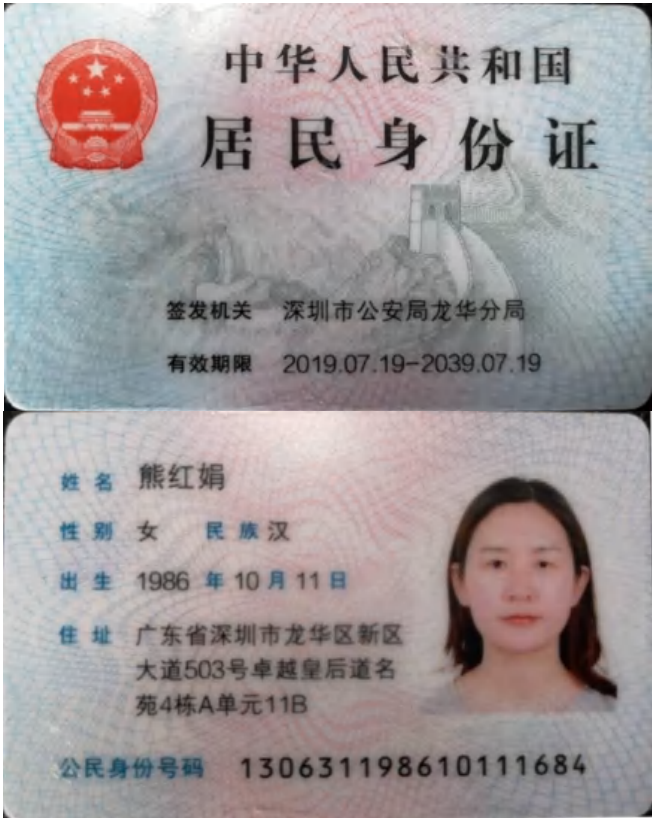 中华人民共和国
居民身份证
签发机关 深圳市公安局龙华分局
有效期限 2019.07.19-2039.07.19
姓名 熊红娟
性别 女 民族 汉
出生 1986 年 10 月 11 日
住址 广东省深圳市龙华区新区
大道503号卓越皇后道名
苑4栋A单元11B
公民身份号码 130631198610111684